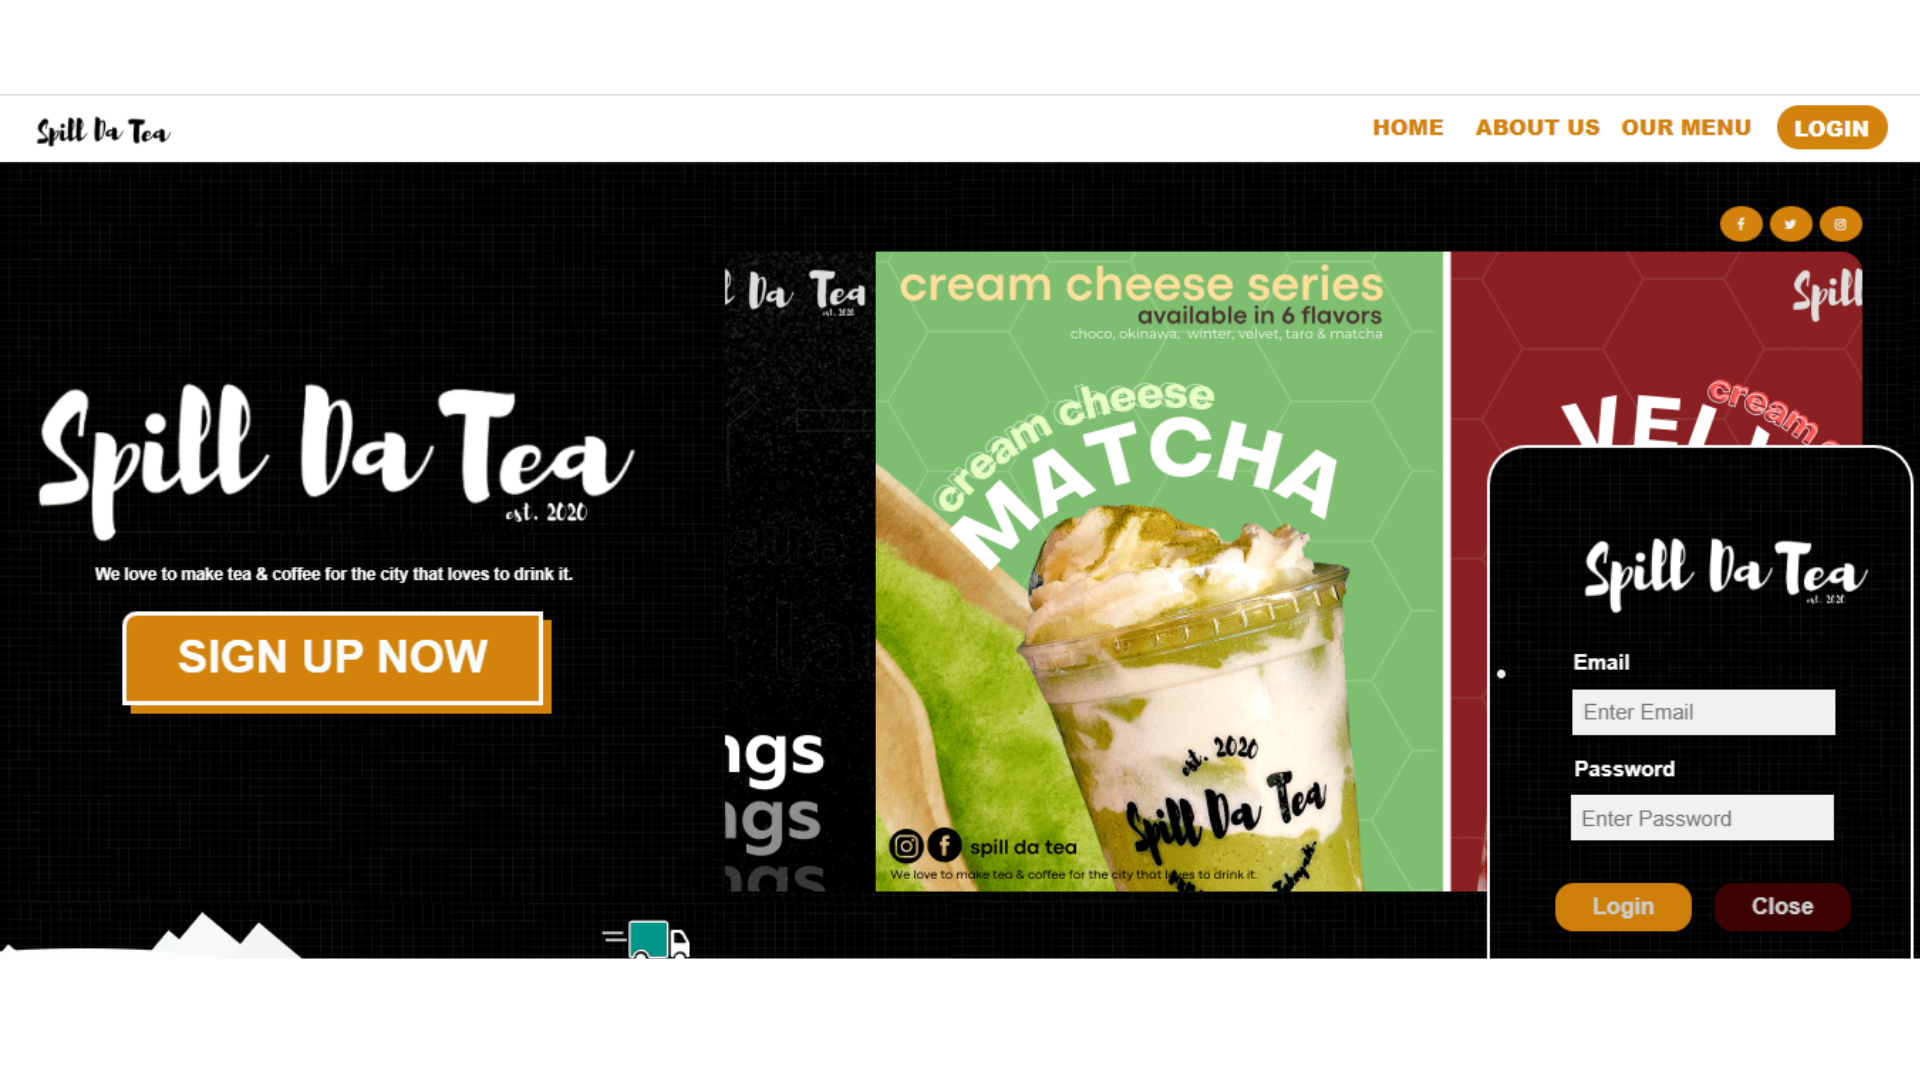 Spill Da Tea
HOME ABOUT US OUR MENU LOGIN
Da Tea
est. 2020
cream cheese series
available in 6 flavors
choco, okinawa, winter, velvet, taro & matcha
cream cheese
MATCHA
Spill
cream
Spill Da Tea
est. 2020
We love to make tea & coffee for the city that loves to drink it.
SIGN UP NOW
ngs
ngs
ngs
est. 2020
Spill Da Tea
spill da tea
We love to make tea & coffee for the city that loves to drink it.
Spill Da Tea
est. 2020
Email
Enter Email
Password
Enter Password
Login Close